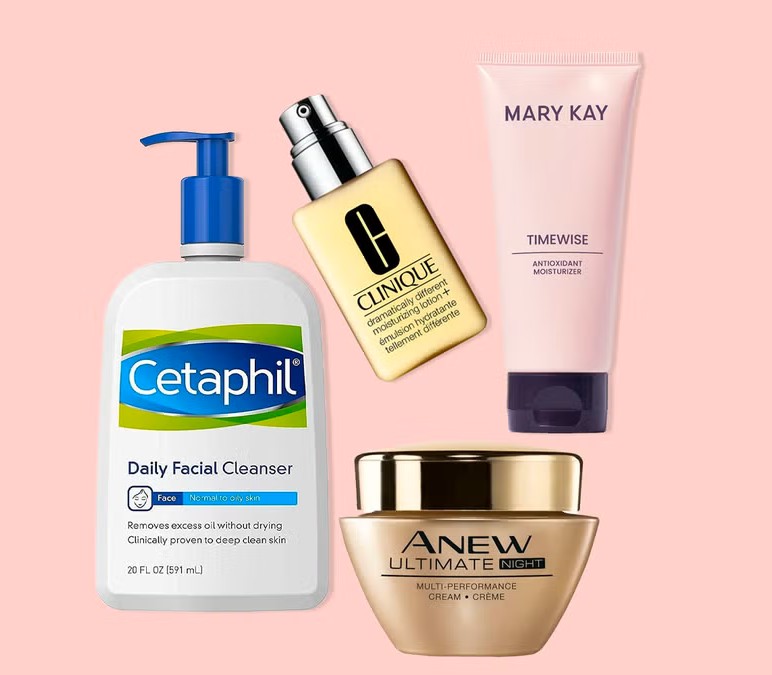 Cetaphil®
Daily Facial Cleanser
Face Normal to oily skin
Removes excess oil without drying
Clinically proven to deep clean skin
20 FL OZ (591 mL)
C
CLINIQUE
dramatically different
moisturizing lotion+
émulsion hydratante
tellement différente
MARY KAY
TIMEWISE
ANTIOXIDANT
MOISTURIZER
ANEW
ULTIMATE NIGHT
MULTI-PERFORMANCE
CREAM • CRÈME